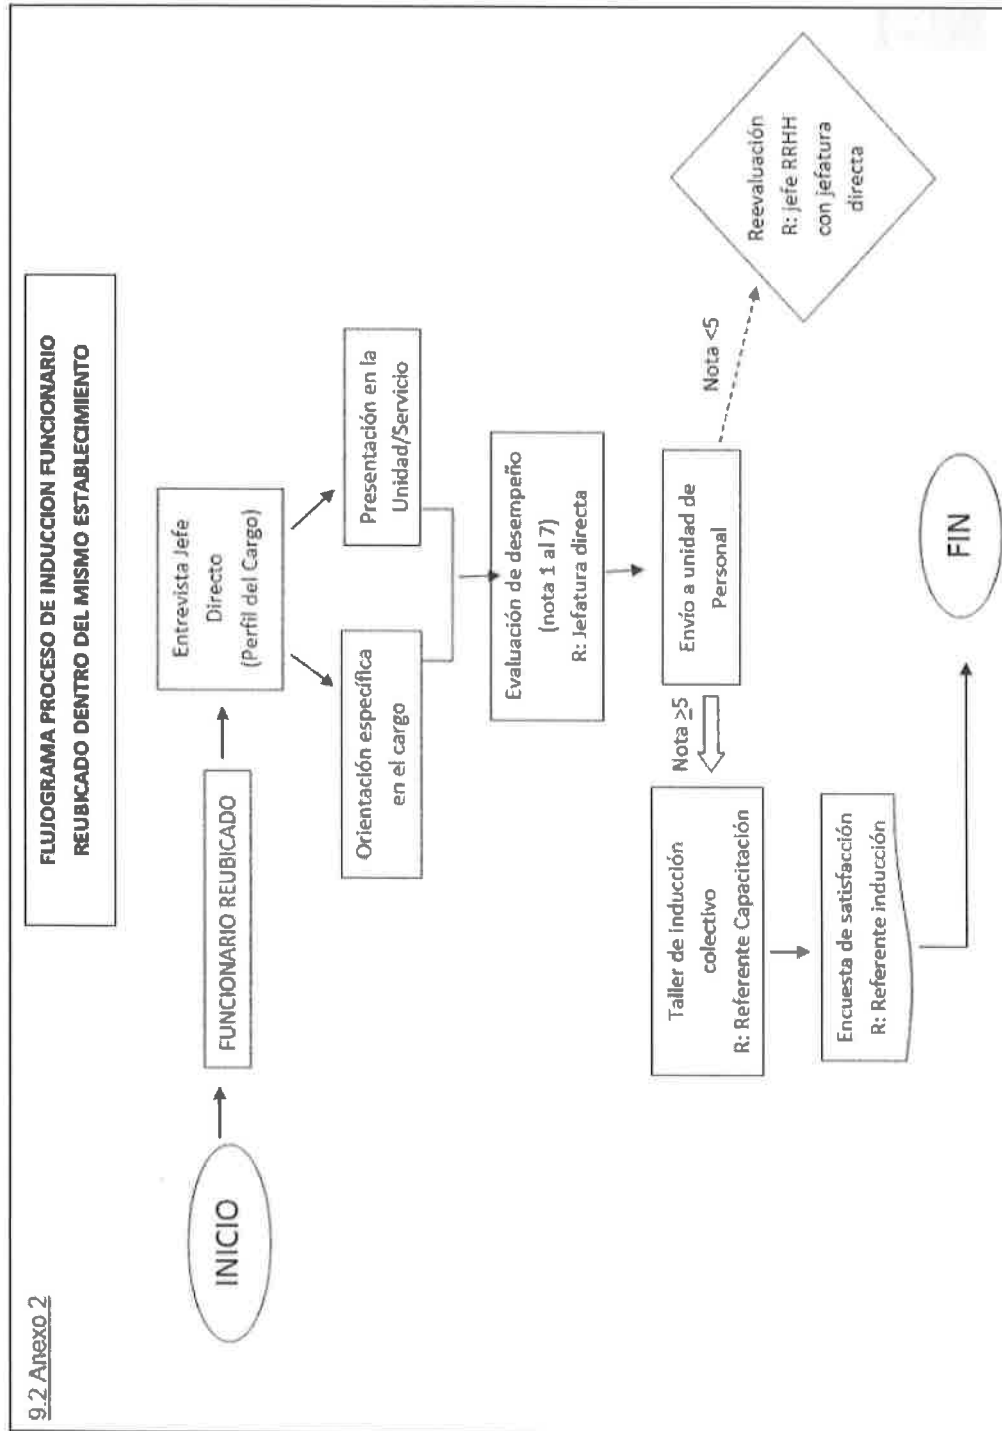 9.2 Anexo 2
FLUJOGRAMA PROCESO DE INDUCCION FUNCIONARIO
REUBICADO DENTRO DEL MISMO ESTABLECIMIENTO
INICIO
FUNCIONARIO REUBICADO
Entrevista Jefe
Directo
(Perfil del Cargo)
Orientación específica
en el cargo
Presentación en la
Unidad/Servicio
Evaluación de desempeño
(nota 1 al 7)
R: Jefatura directa
Envío a unidad de
Personal
Nota ≥5
Nota <5
Reevaluación
R: jefe RRHH
con jefatura
directa
Taller de inducción
colectivo
R: Referente Capacitación
Encuesta de satisfacción
R: Referente inducción
FIN